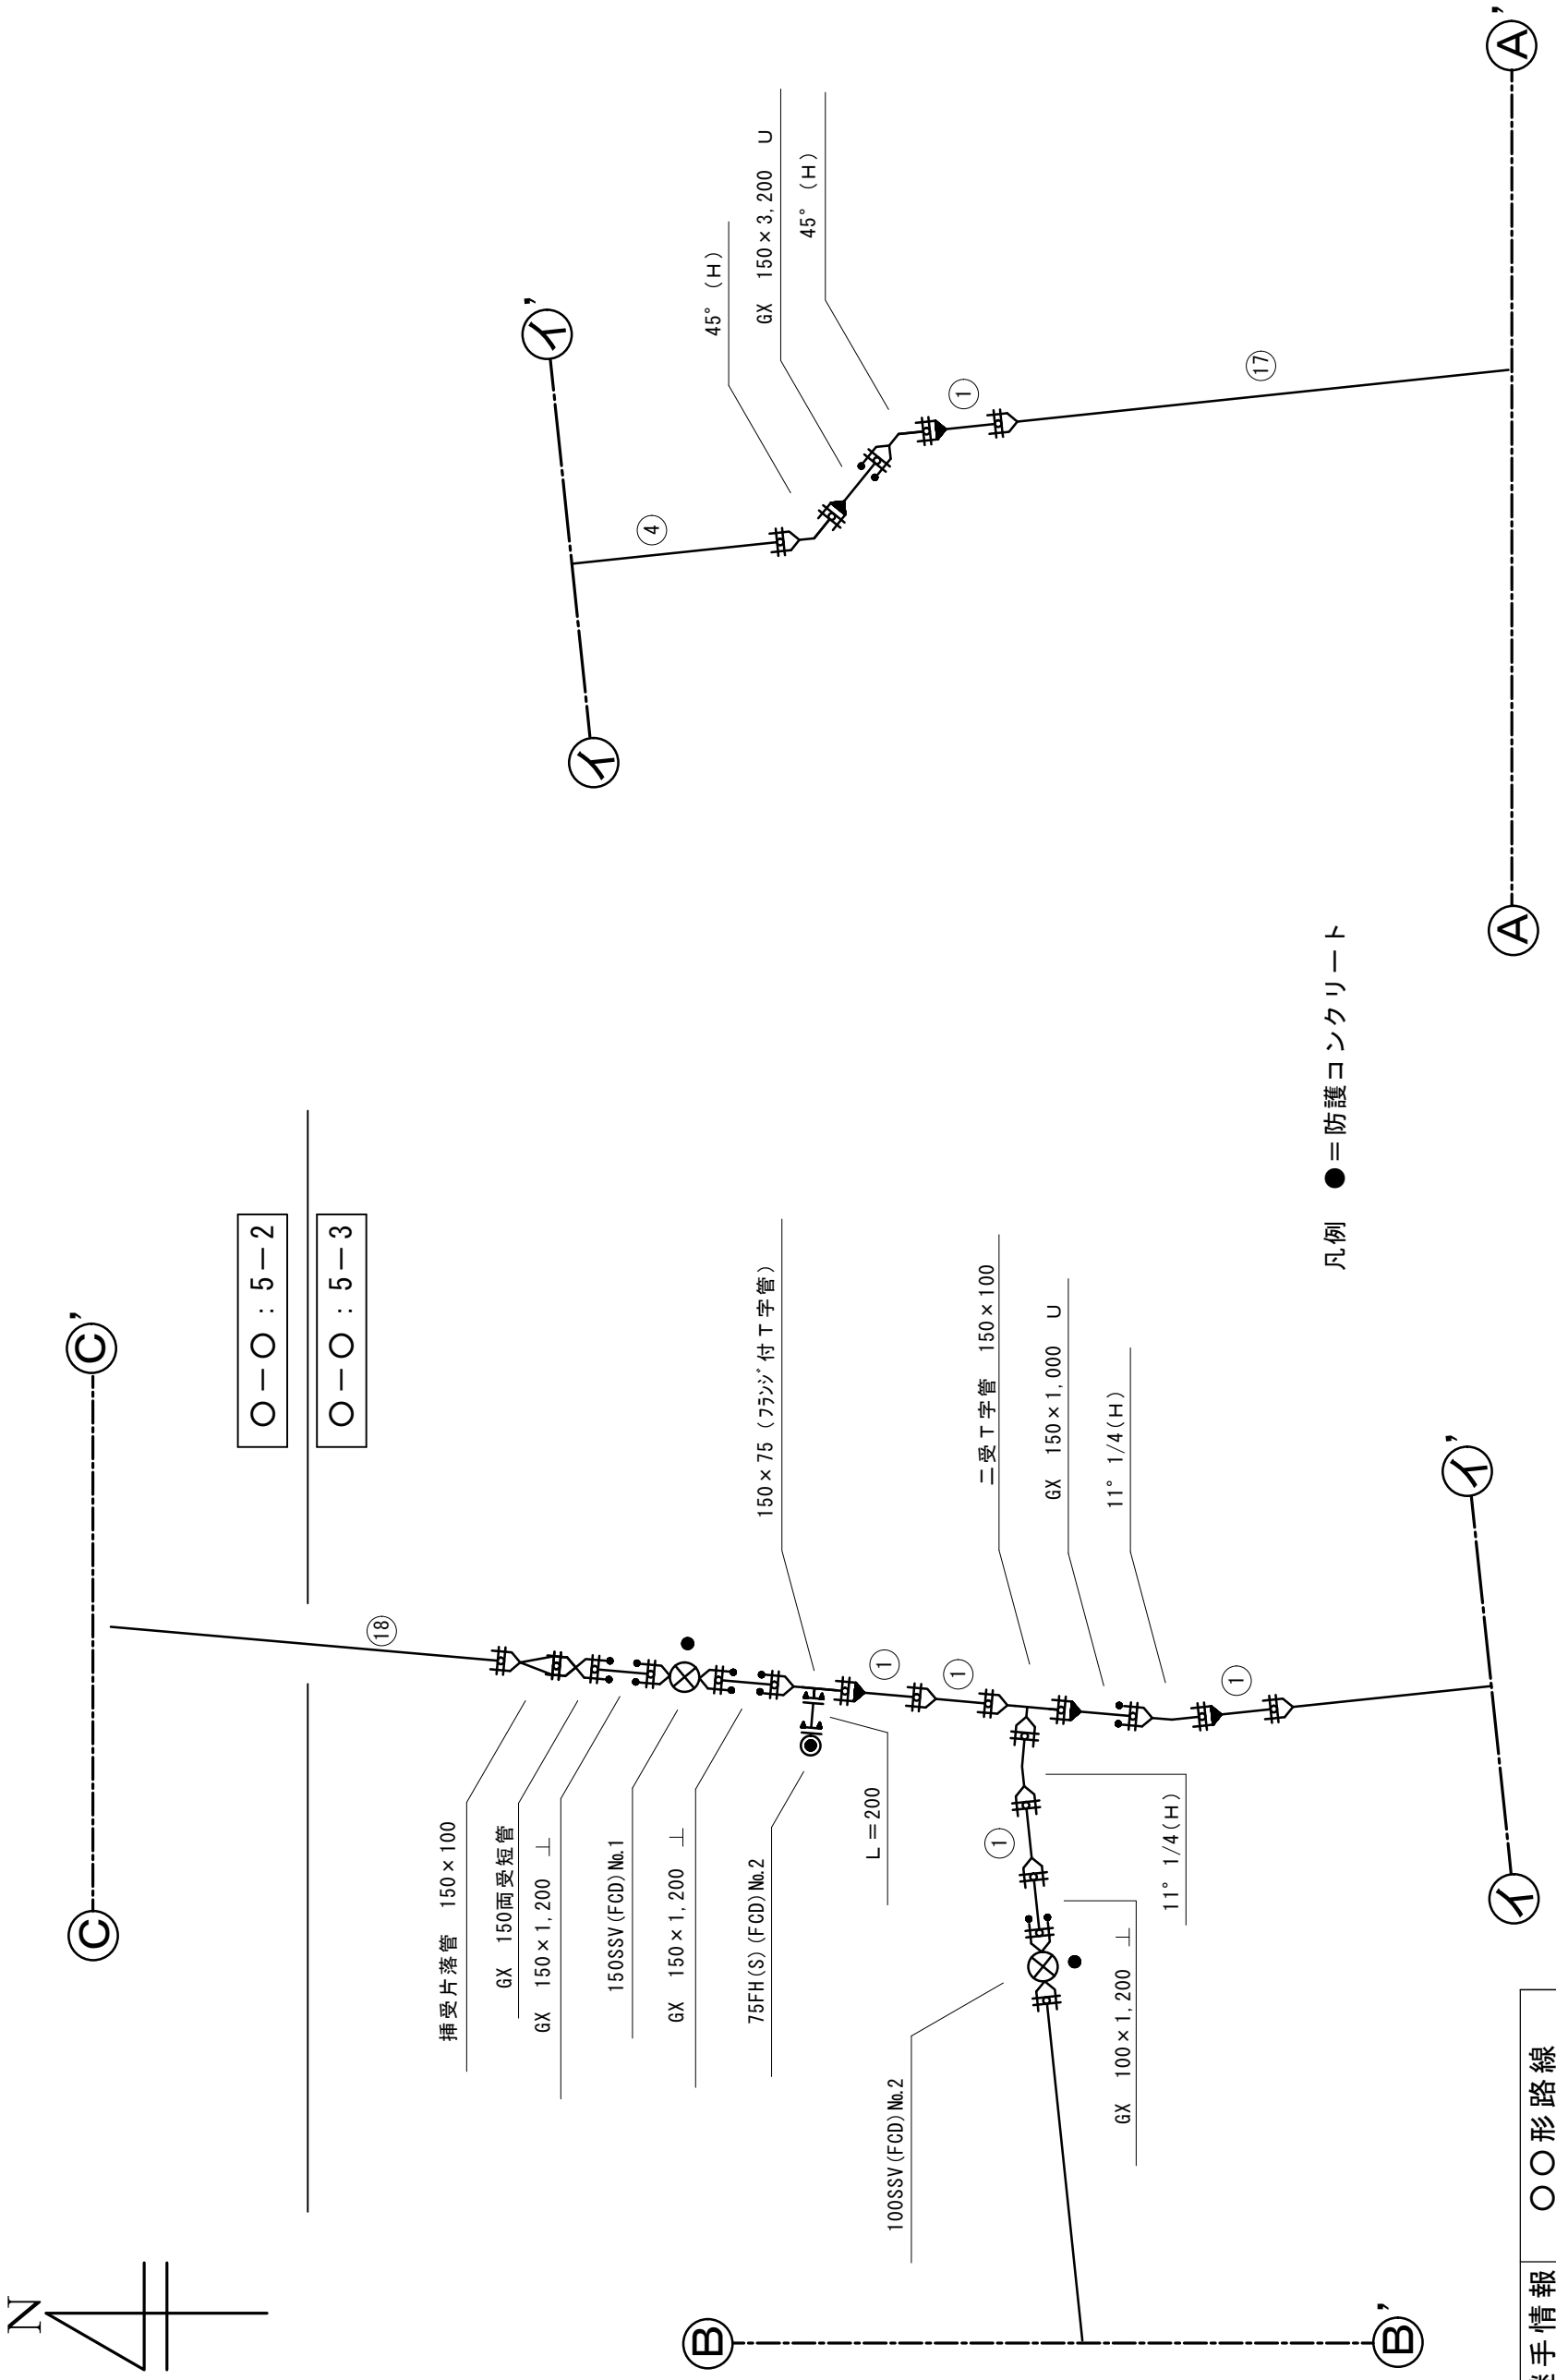 N
C
C’
〇－〇：５－２
〇－〇：５－３
18
挿受片落管 150×100
GX 150両受短管
GX 150×1,200 ⊥
150SSV(FCD)No.1
GX 150×1,200 ⊥
75FH(S)(FCD)No.2
L＝200
150×75（フランジ付T字管）
1
1
二受T字管 150×100
GX 150×1,000 U
11° 1/4(H)
1
11° 1/4(H)
1
GX 100×1,200 ⊥
100SSV(FCD)No.2
B
B’
イ
イ’
イ
イ’
4
45°（H）
GX 150×3,200 U
45°（H）
1
17
A
A’
凡例 ●＝防護コンクリート
手情報 〇〇形路線